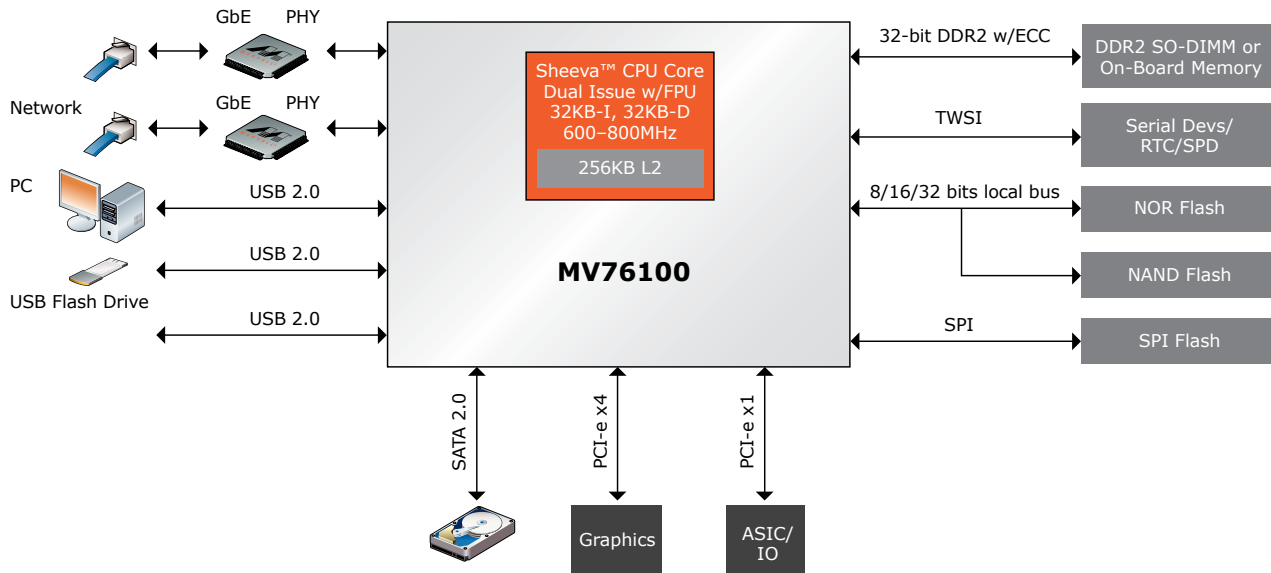 GbE PHY
Network
GbE PHY
PC
USB 2.0
USB 2.0
USB Flash Drive
USB 2.0
Sheeva™ CPU Core
Dual Issue w/FPU
32KB-I, 32KB-D
600–800MHz
256KB L2
MV76100
32-bit DDR2 w/ECC
DDR2 SO-DIMM or
On-Board Memory
TWSI
Serial Devs/
RTC/SPD
8/16/32 bits local bus
NOR Flash
NAND Flash
SPI
SPI Flash
SATA 2.0
PCI-e x4
PCI-e x1
Graphics
ASIC/
IO